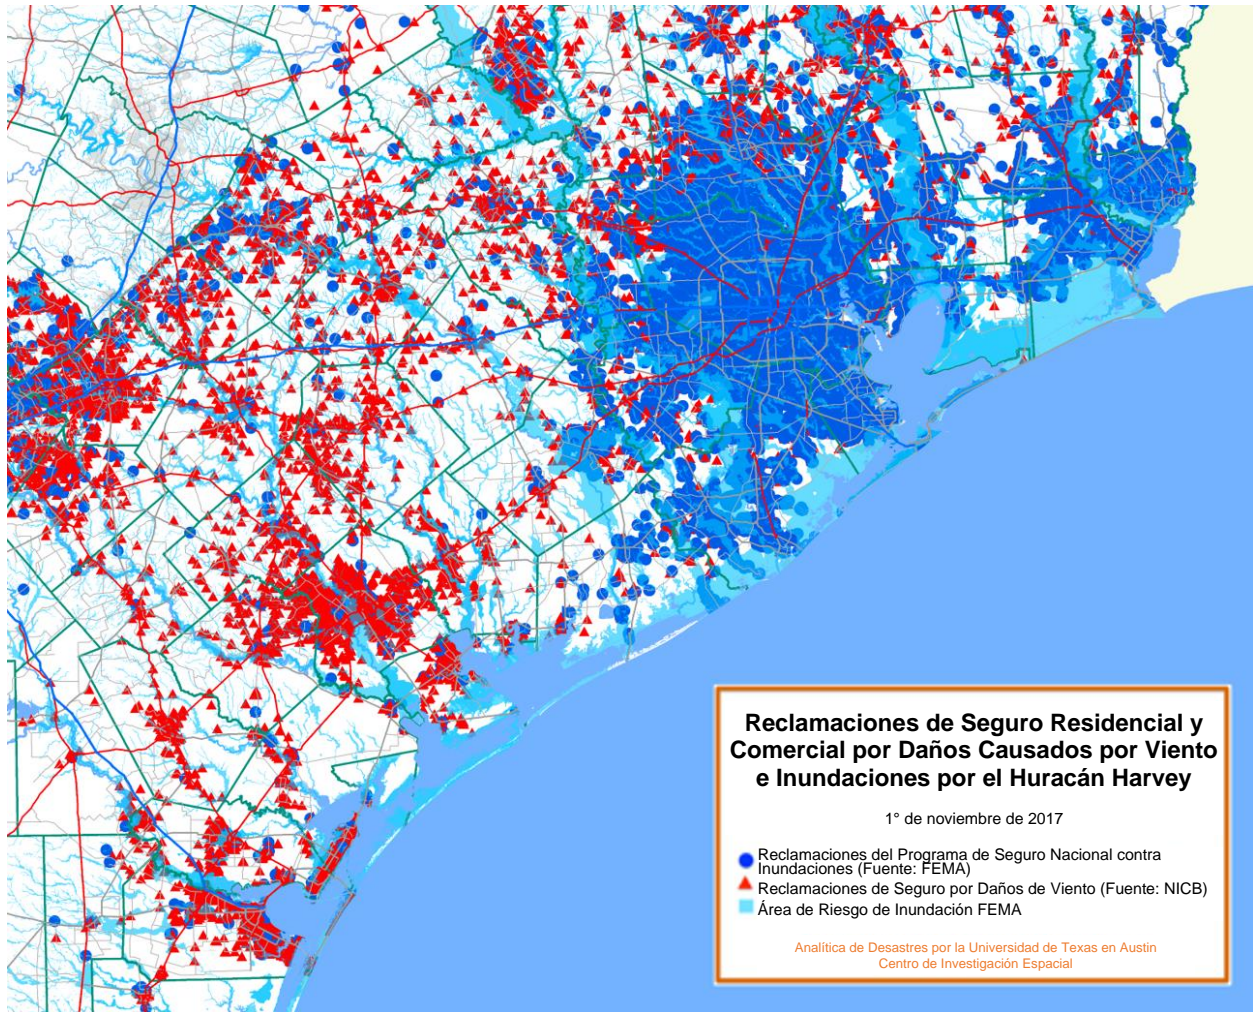 Reclamaciones de Seguro Residencial y
Comercial por Daños Causados por Viento
e Inundaciones por el Huracán Harvey
1° de noviembre de 2017
Reclamaciones del Programa de Seguro Nacional contra
Inundaciones (Fuente: FEMA)
Reclamaciones de Seguro por Daños de Viento (Fuente: NICB)
Área de Riesgo de Inundación FEMA
Analítica de Desastres por la Universidad de Texas en Austin
Centro de Investigación Espacial